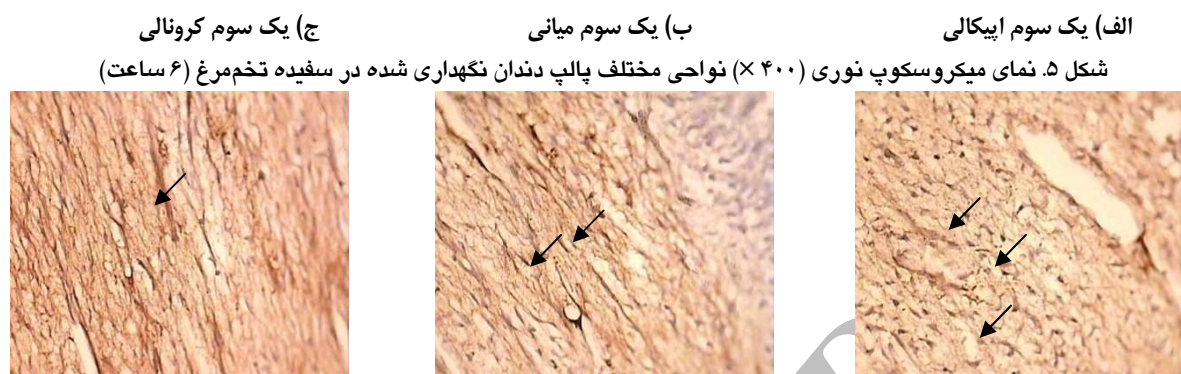 الف) یک سوم اپیکالی ب) یک سوم میانی ج) یک سوم کرونالی
شکل ۵. نمای میکروسکوپ نوری (۴۰۰ ×) نواحی مختلف پالپ دندان نگهداری شده در سفیده تخم‌مرغ (۶ ساعت)